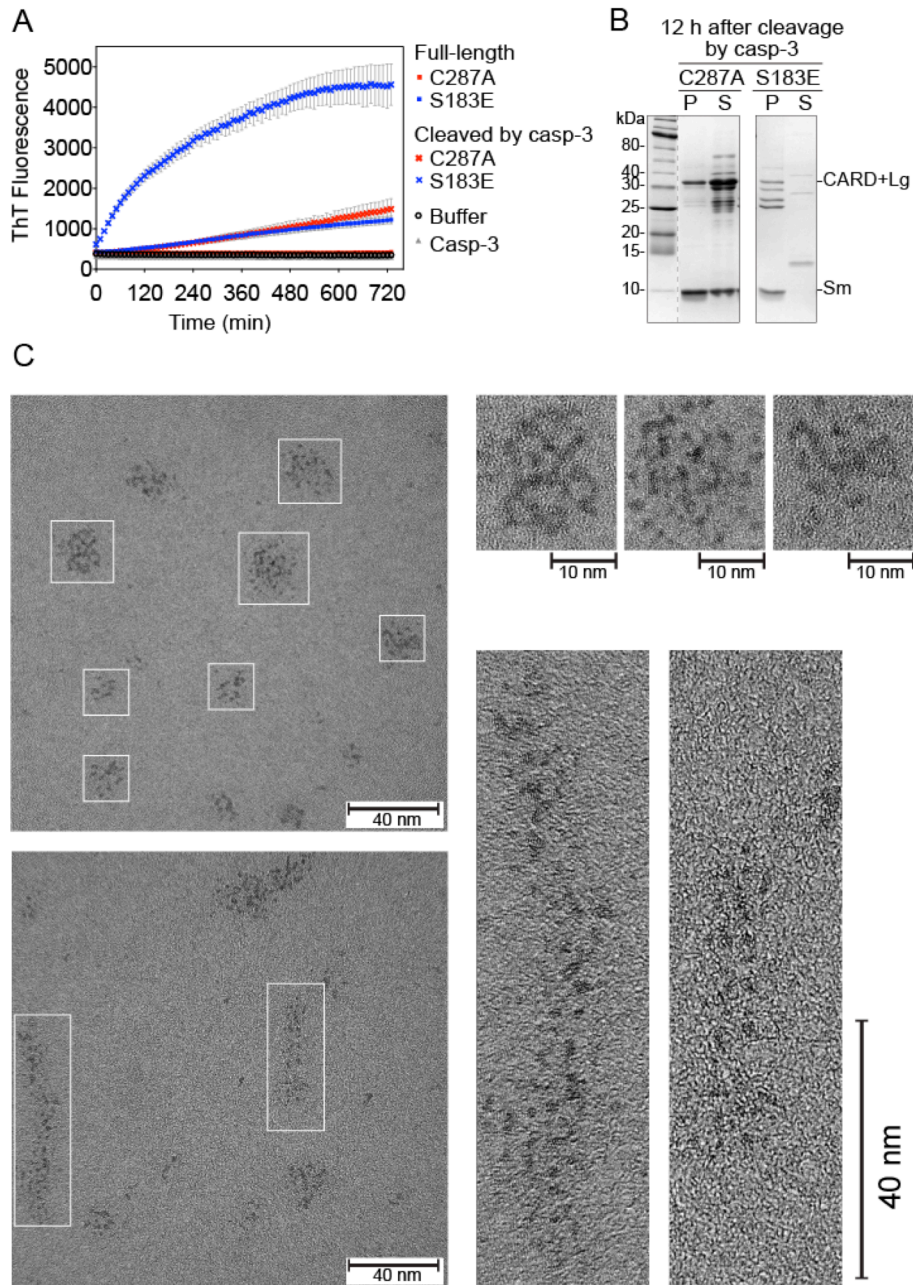 A
5000
4000
3000
2000
1000
0
0 120 240 360 480 600 720
Time (min)
ThT Fluorescence
Full-length
C287A
S183E
Cleaved by casp-3
C287A
S183E
Buffer
Casp-3
B
12 h after cleavage
by casp-3
C287A S183E
P S P S
kDa
80-
40-
30-
25-
20-
15-
10-
-CARD+Lg
-Sm
C
40 nm
10 nm 10 nm 10 nm
40 nm
40 nm